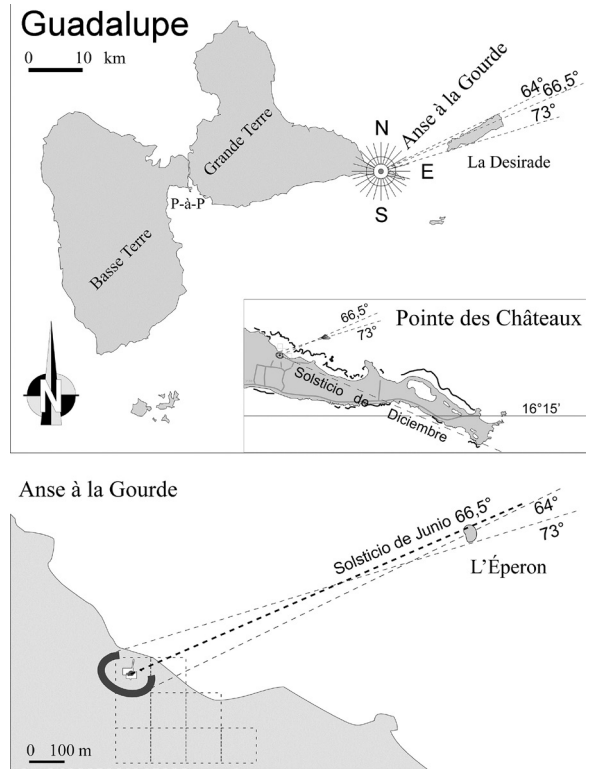 Guadalupe
0 10 km
Anse à la Gourde
64°
66,5°
73°
Grande Terre
N
E
S
La Desirade
P-à-P
Basse Terre
N
66,5°
73°
Pointe des Châteaux
Solsticio de Diciembre
16°15'
Anse à la Gourde
Solsticio de Junio 66,5°
64°
73°
L'Éperon
0 100 m